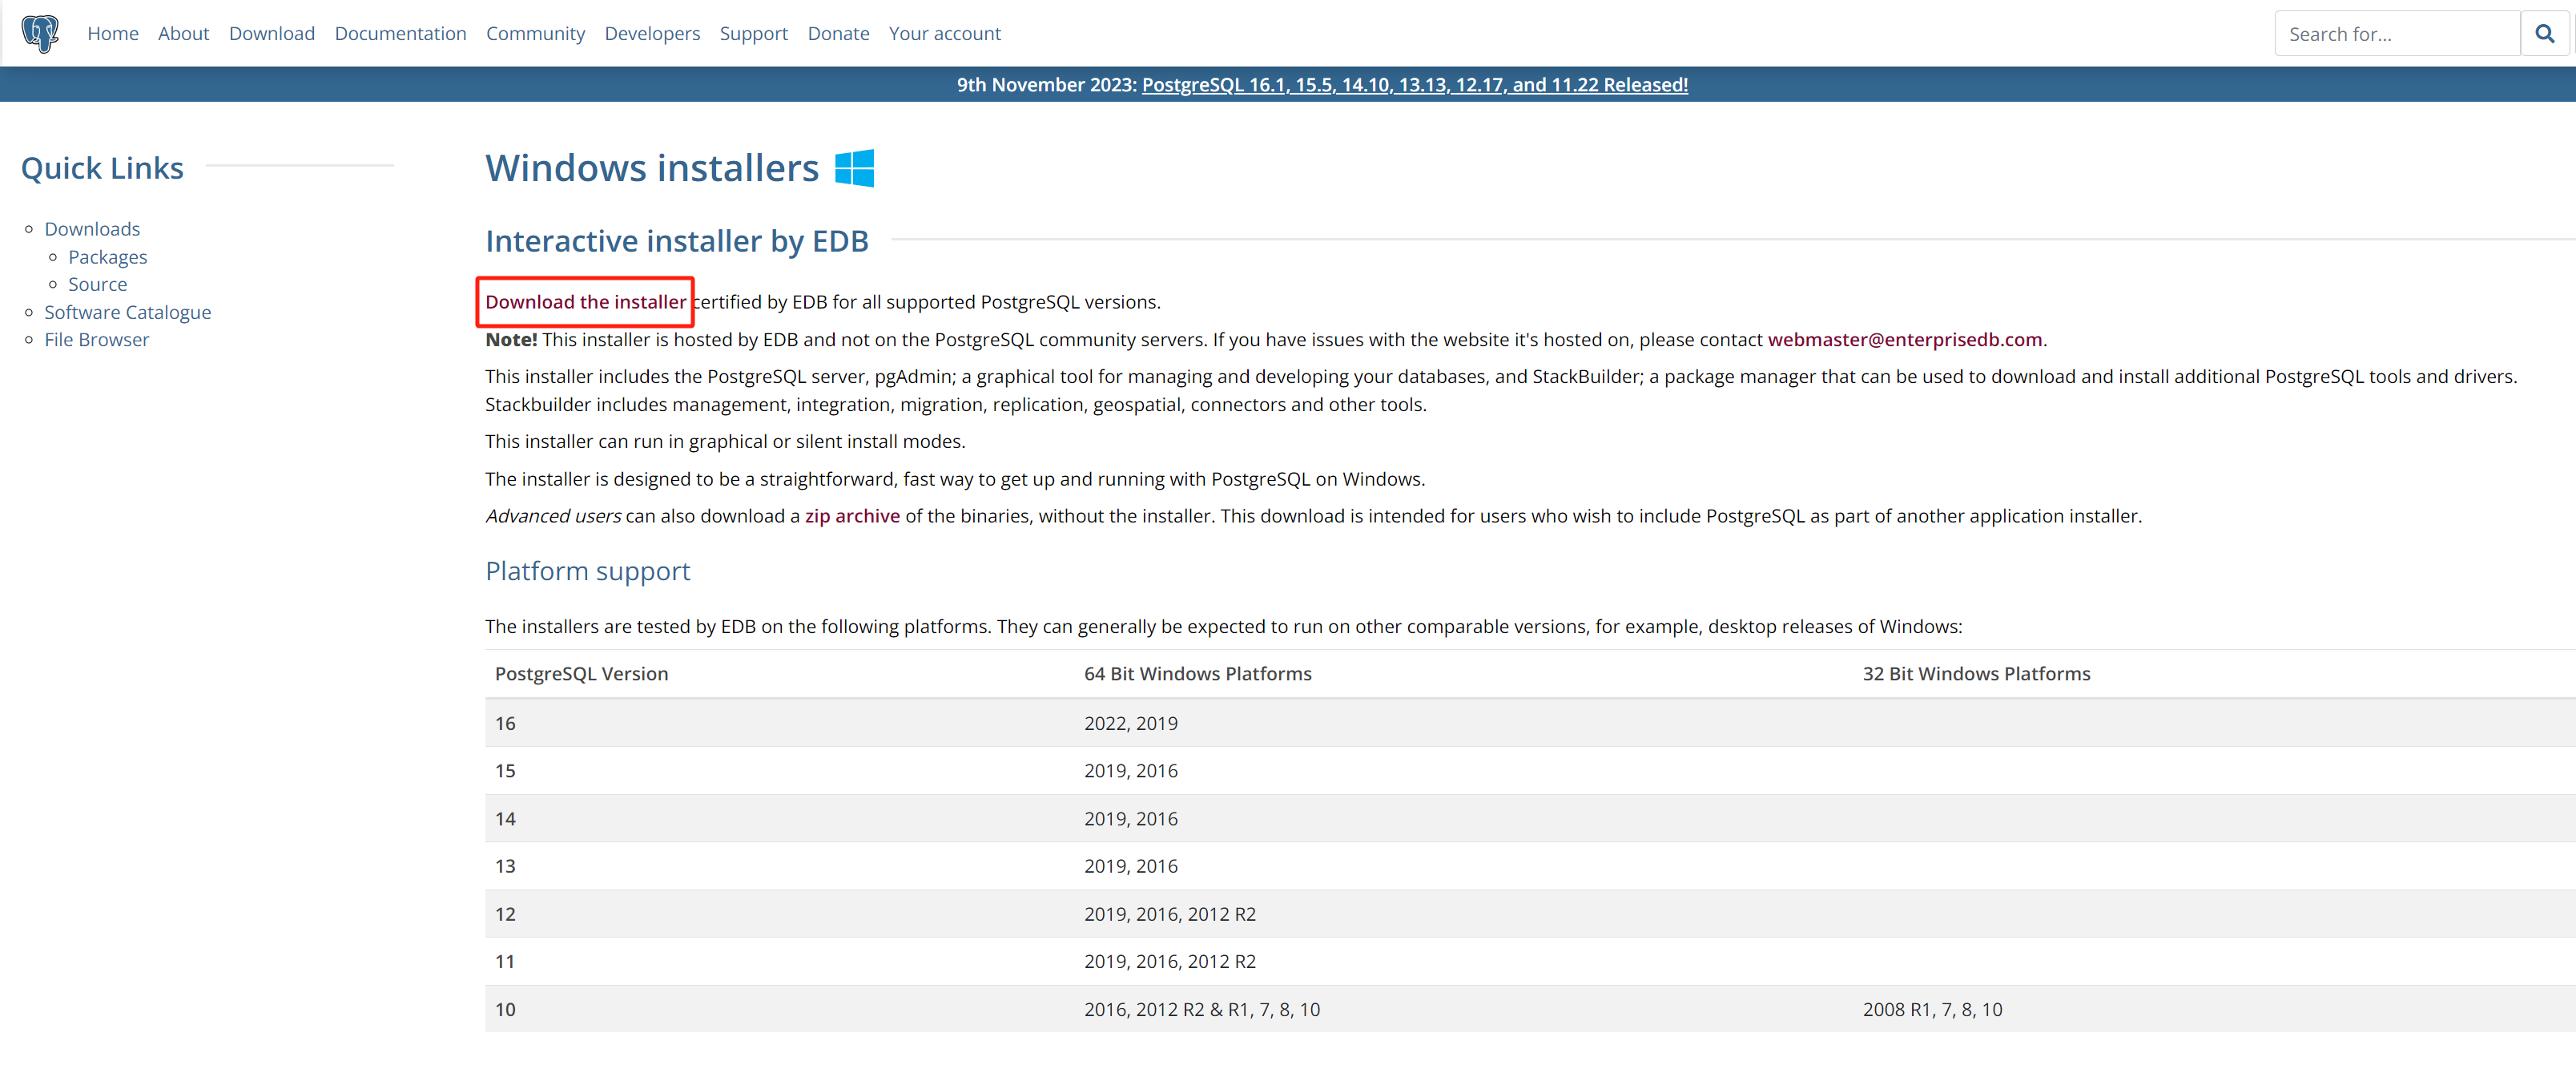 Home About Download Documentation Community Developers Support Donate Your account
Search for...
9th November 2023: PostgreSQL 16.1, 15.5, 14.10, 13.13, 12.17, and 11.22 Released!
Quick Links
Downloads
Packages
Source
Software Catalogue
File Browser
Windows installers
Interactive installer by EDB
Download the installer certified by EDB for all supported PostgreSQL versions.
Note! This installer is hosted by EDB and not on the PostgreSQL community servers. If you have issues with the website it's hosted on, please contact webmaster@enterprisedb.com.
This installer includes the PostgreSQL server, pgAdmin; a graphical tool for managing and developing your databases, and StackBuilder; a package manager that can be used to download and install additional PostgreSQL tools and drivers.
Stackbuilder includes management, integration, migration, replication, geospatial, connectors and other tools.
This installer can run in graphical or silent install modes.
The installer is designed to be a straightforward, fast way to get up and running with PostgreSQL on Windows.
Advanced users can also download a zip archive of the binaries, without the installer. This download is intended for users who wish to include PostgreSQL as part of another application installer.
Platform support
The installers are tested by EDB on the following platforms. They can generally be expected to run on other comparable versions, for example, desktop releases of Windows:
PostgreSQL Version 64 Bit Windows Platforms 32 Bit Windows Platforms
16 2022, 2019
15 2019, 2016
14 2019, 2016
13 2019, 2016
12 2019, 2016, 2012 R2
11 2019, 2016, 2012 R2
10 2016, 2012 R2 & R1, 7, 8, 10 2008 R1, 7, 8, 10